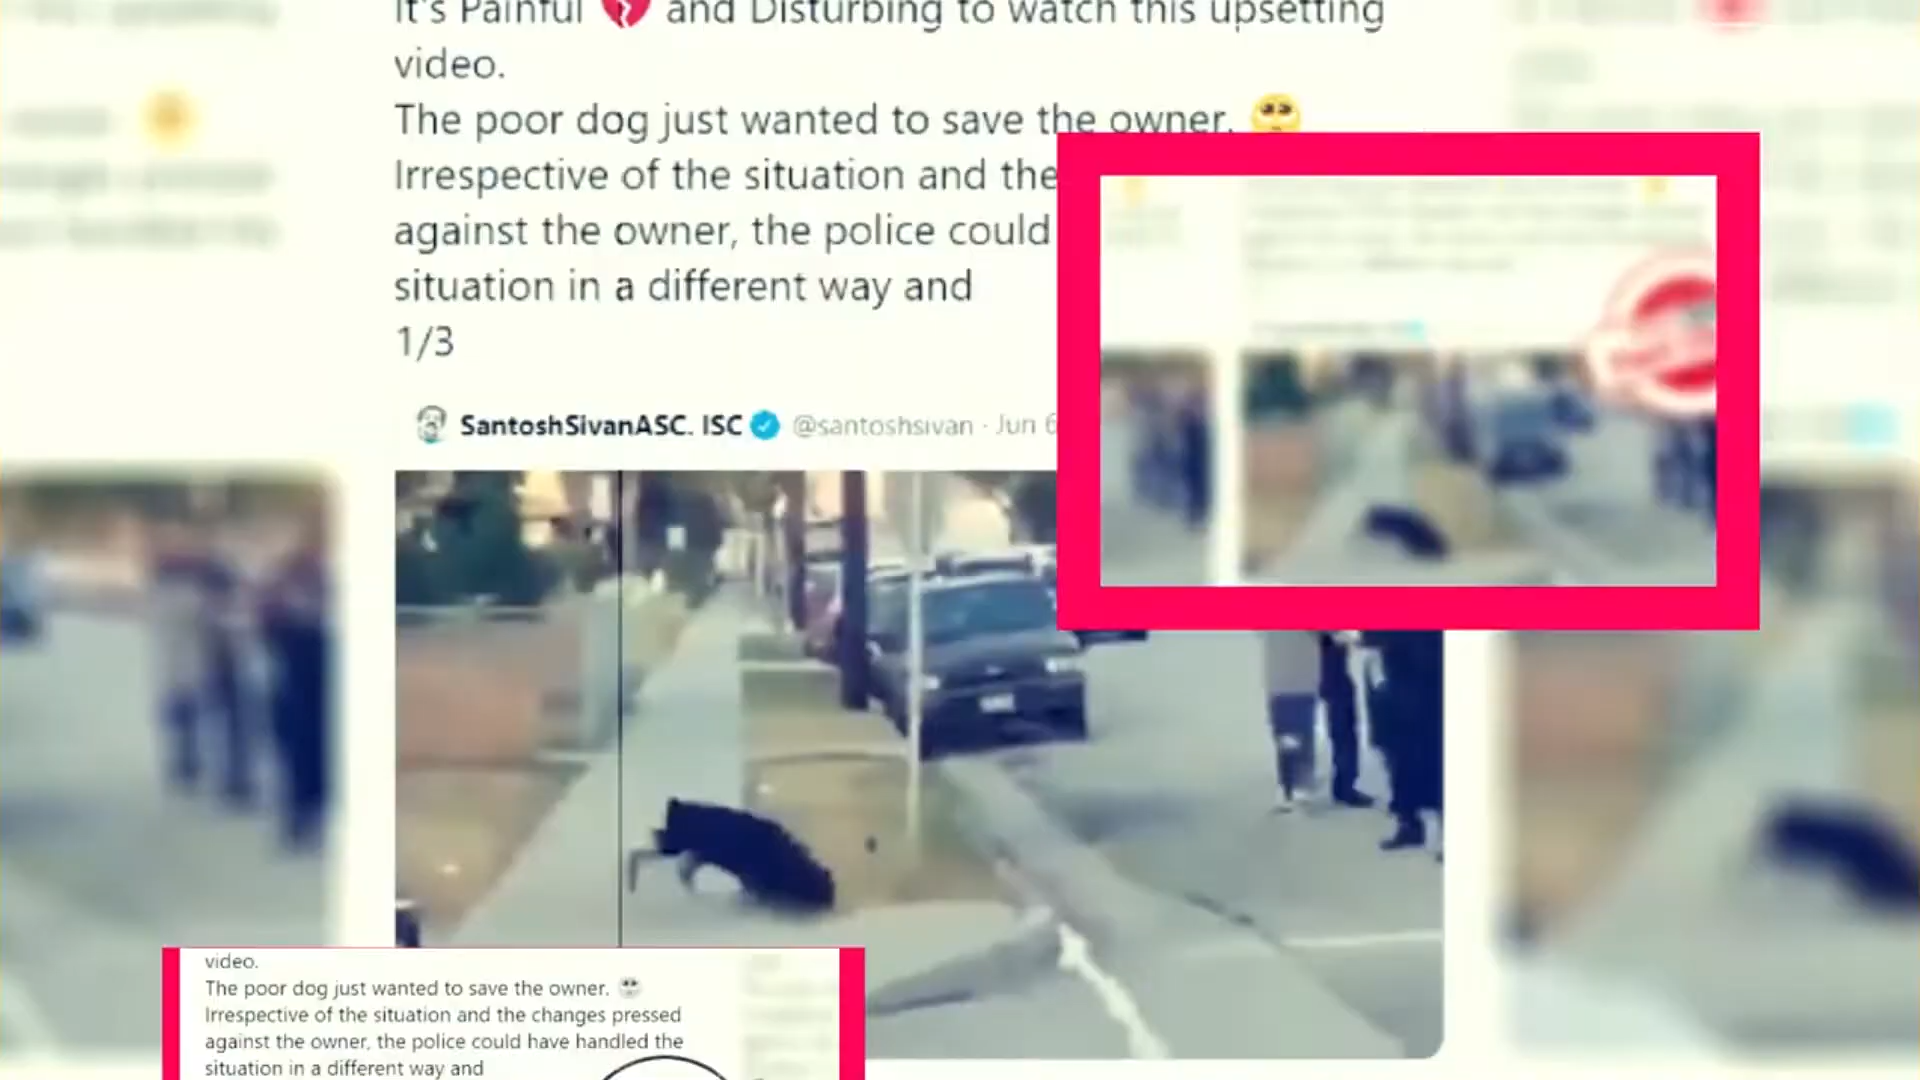 It's Painful 💔 and Disturbing to watch this upsetting
video.
The poor dog just wanted to save the owner. 🥺
Irrespective of the situation and the
against the owner, the police could
situation in a different way and
1/3
SantoshSivanASC. ISC @santoshsivan · Jun 6
video.
The poor dog just wanted to save the owner. 🥺
Irrespective of the situation and the changes pressed
against the owner, the police could have handled the
situation in a different way and